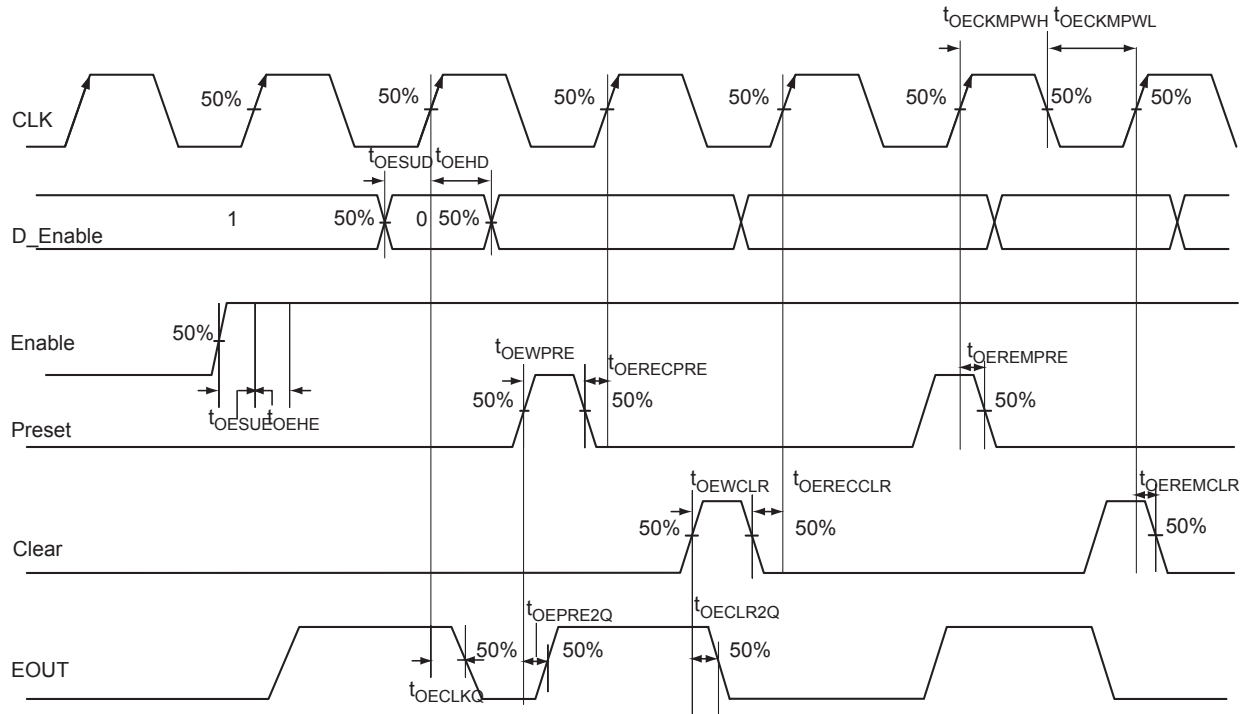 tOECKMPWH tOECKMPWL
50% 50% 50% 50% 50% 50% 50%
CLK
tOESUD tOEHD
1 50% 0 50%
D_Enable
50%
Enable
tOESUE tOEHE
tOEWPRE tOERECPRE tOEREMPRE
50% 50% 50%
Preset
tOEWCLR tOERECCLR tOEREMCLR
50% 50% 50%
Clear
tOEPRE2Q tOECLR2Q
50% 50% 50%
EOUT
tOECLKQ